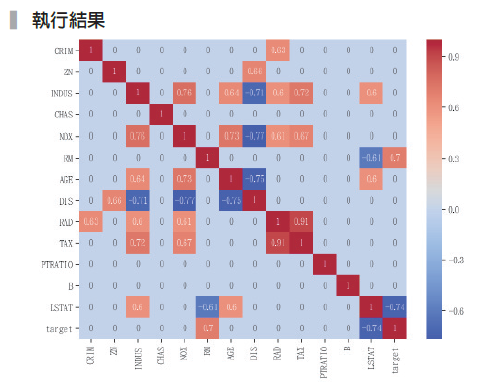 執行結果
CRIM 1 0 0 0 0 0 0 0 0.63 0 0 0 0 0
ZN 0 1 0 0 0 0 0 0.66 0 0 0 0 0 0
INDUS 0 0 1 0 0.76 0 0.64 -0.71 0.6 0.72 0 0 0.6 0
CHAS 0 0 0 1 0 0 0 0 0 0 0 0 0 0
NOX 0 0 0.76 0 1 0 0.73 -0.77 0.61 0.67 0 0 0 0
RM 0 0 0 0 0 1 0 0 0 0 0 0 -0.61 0.7
AGE 0 0 0.64 0 0.73 0 1 -0.75 0 0 0 0 0.6 0
DIS 0 0.66 -0.71 0 -0.77 0 -0.75 1 0 0 0 0 0 0
RAD 0.63 0 0.6 0 0.61 0 0 0 1 0.91 0 0 0 0
TAX 0 0 0.72 0 0.67 0 0 0 0.91 1 0 0 0 0
PTRATIO 0 0 0 0 0 0 0 0 0 0 1 0 0 0
B 0 0 0 0 0 0 0 0 0 0 0 1 0 0
LSTAT 0 0 0.6 0 0 -0.61 0.6 0 0 0 0 0 1 -0.74
target 0 0 0 0 0 0.7 0 0 0 0 0 0 -0.74 1
CRIM ZN INDUS CHAS NOX RM AGE DIS RAD TAX PTRATIO B LSTAT target
0.9
0.6
0.3
0.0
-0.3
-0.6